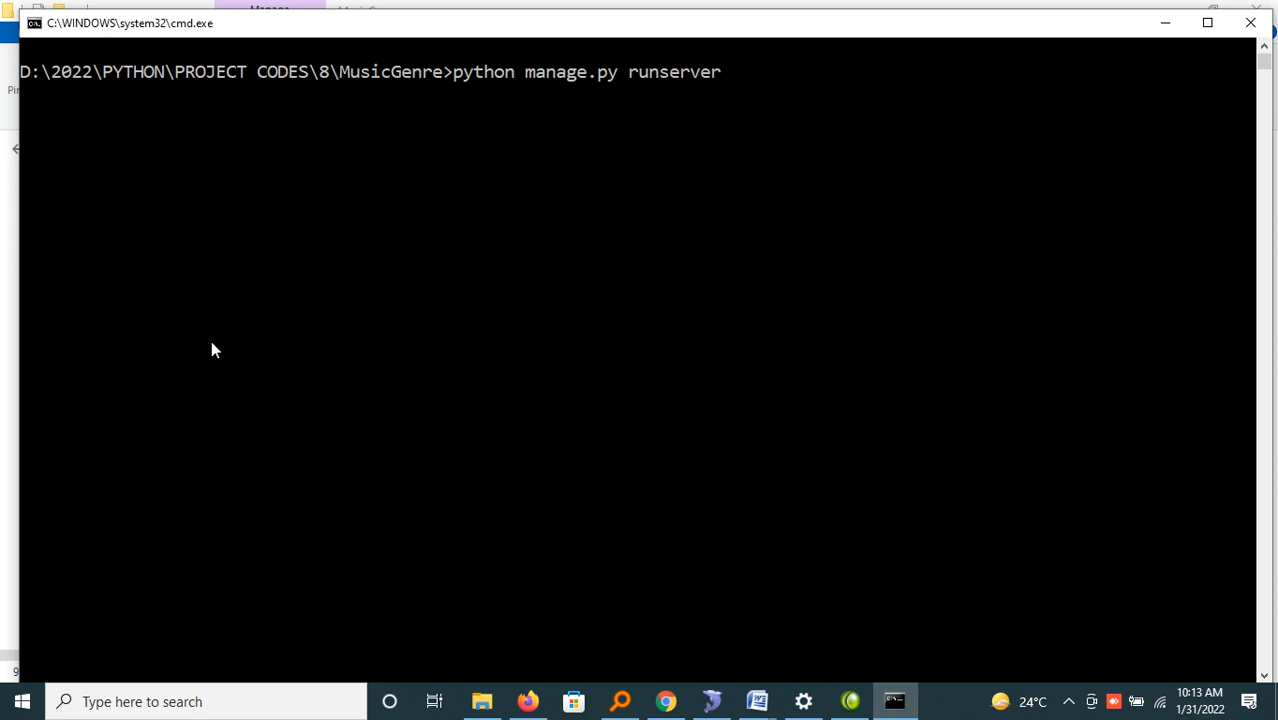 C:\WINDOWS\system32\cmd.exe
D:\2022\PYTHON\PROJECT CODES\8\MusicGenre>python manage.py runserver
Type here to search
24°C
10:13 AM
1/31/2022